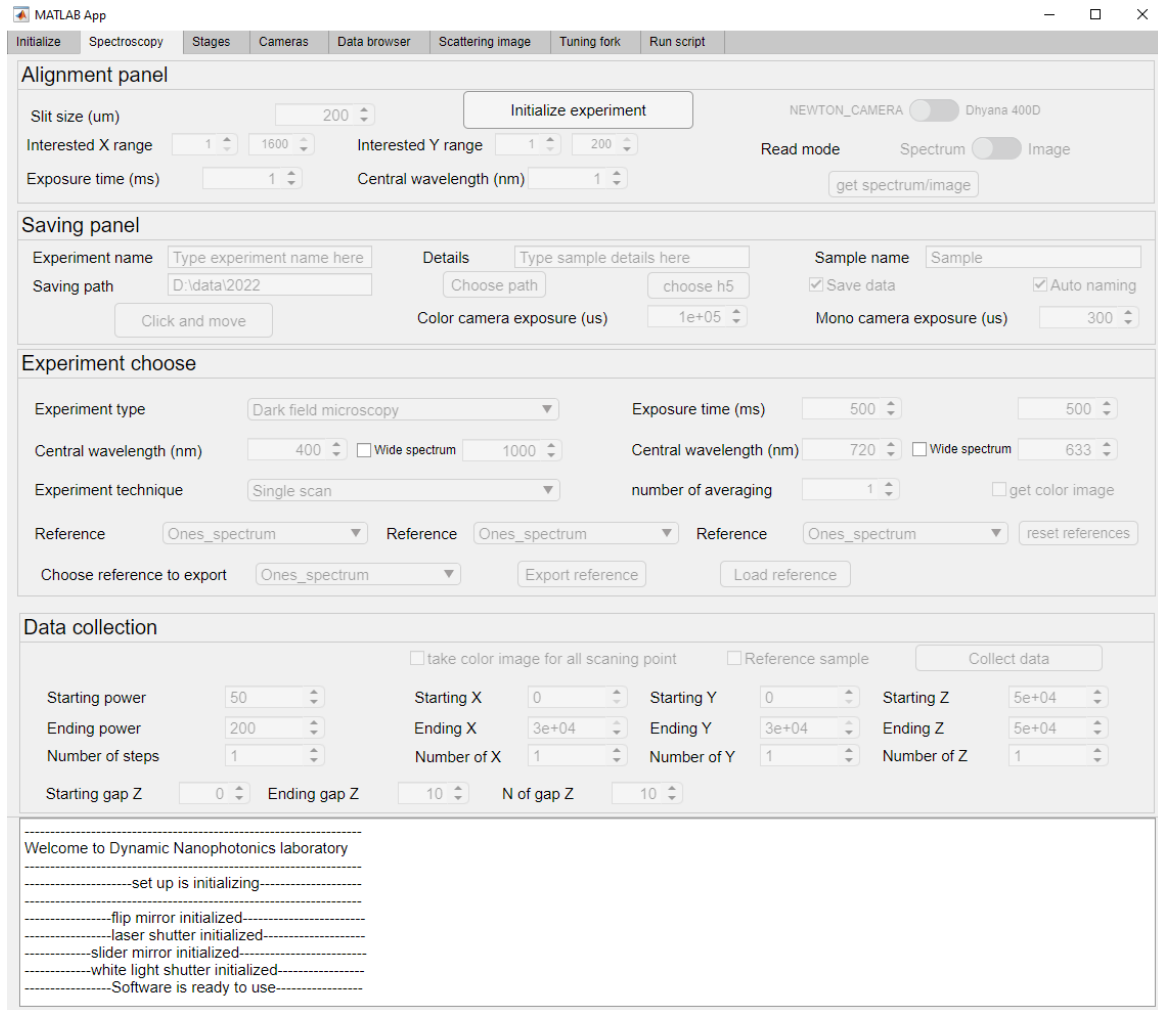 MATLAB App
Initialize Spectroscopy Stages Cameras Data browser Scattering image Tuning fork Run script
Alignment panel
Slit size (um) 200 Initialize experiment NEWTON_CAMERA Dhyana 400D
Interested X range 1 1600 Interested Y range 1 200 Read mode Spectrum Image
Exposure time (ms) 1 Central wavelength (nm) 1 get spectrum/image
Saving panel
Experiment name Type experiment name here Details Type sample details here Sample name Sample
Saving path D:\data\2022 Choose path choose h5 Save data Auto naming
Click and move Color camera exposure (us) 1e+05 Mono camera exposure (us) 300
Experiment choose
Experiment type Dark field microscopy Exposure time (ms) 500 500
Central wavelength (nm) 400 Wide spectrum 1000 Central wavelength (nm) 720 Wide spectrum 633
Experiment technique Single scan number of averaging 1 get color image
Reference Ones_spectrum Reference Ones_spectrum Reference Ones_spectrum reset references
Choose reference to export Ones_spectrum Export reference Load reference
Data collection
take color image for all scaning point Reference sample Collect data
Starting power 50 Starting X 0 Starting Y 0 Starting Z 5e+04
Ending power 200 Ending X 3e+04 Ending Y 3e+04 Ending Z 5e+04
Number of steps 1 Number of X 1 Number of Y 1 Number of Z 1
Starting gap Z 0 Ending gap Z 10 N of gap Z 10
------------------------------------------------------------------
Welcome to Dynamic Nanophotonics laboratory
------------------------------------------------------------------
---------------------set up is initializing--------------------
------------------------------------------------------------------
-----------------flip mirror initialized------------------------
-----------------laser shutter initialized--------------------
-------------slider mirror initialized-------------------------
-------------white light shutter initialized-----------------
-----------------Software is ready to use-----------------